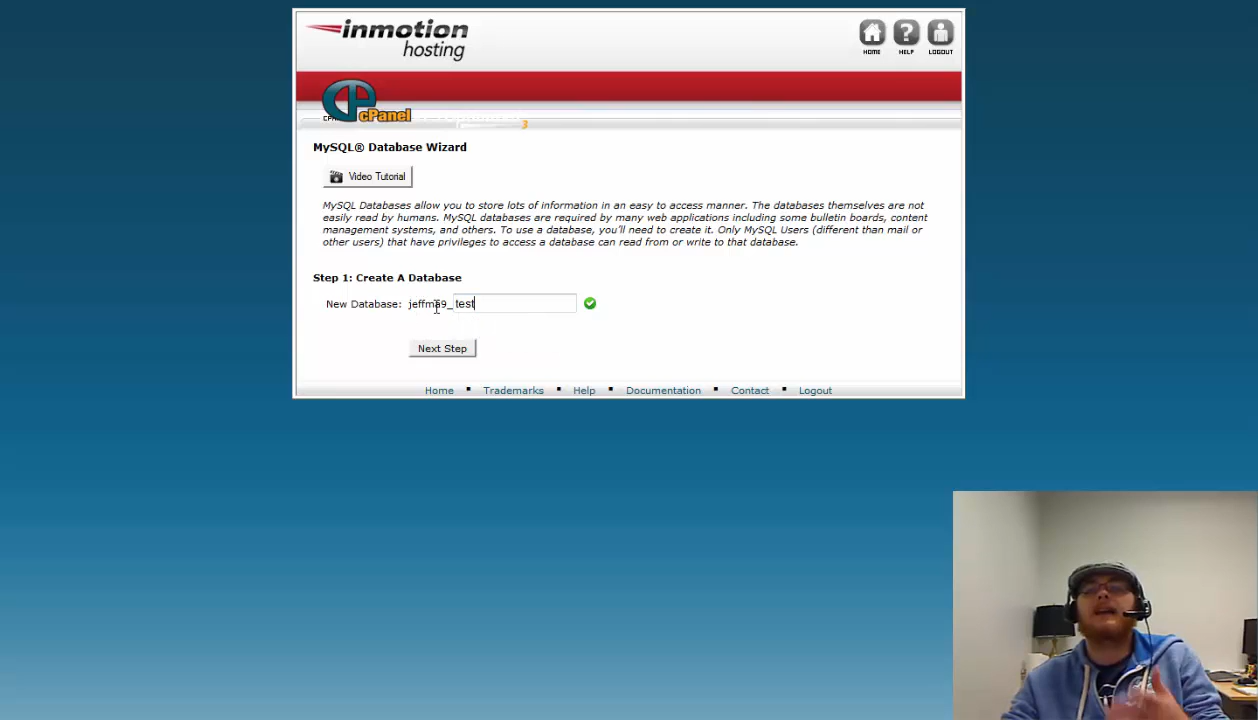 inmotion
hosting
HOME HELP LOGOUT
cPanel
3
MySQL® Database Wizard
Video Tutorial
MySQL Databases allow you to store lots of information in an easy to access manner. The databases themselves are not
easily read by humans. MySQL databases are required by many web applications including some bulletin boards, content
management systems, and others. To use a database, you'll need to create it. Only MySQL Users (different than mail or
other users) that have privileges to access a database can read from or write to that database.
Step 1: Create A Database
New Database: jeffma9_ test
Next Step
Home ▪ Trademarks ▪ Help ▪ Documentation ▪ Contact ▪ Logout